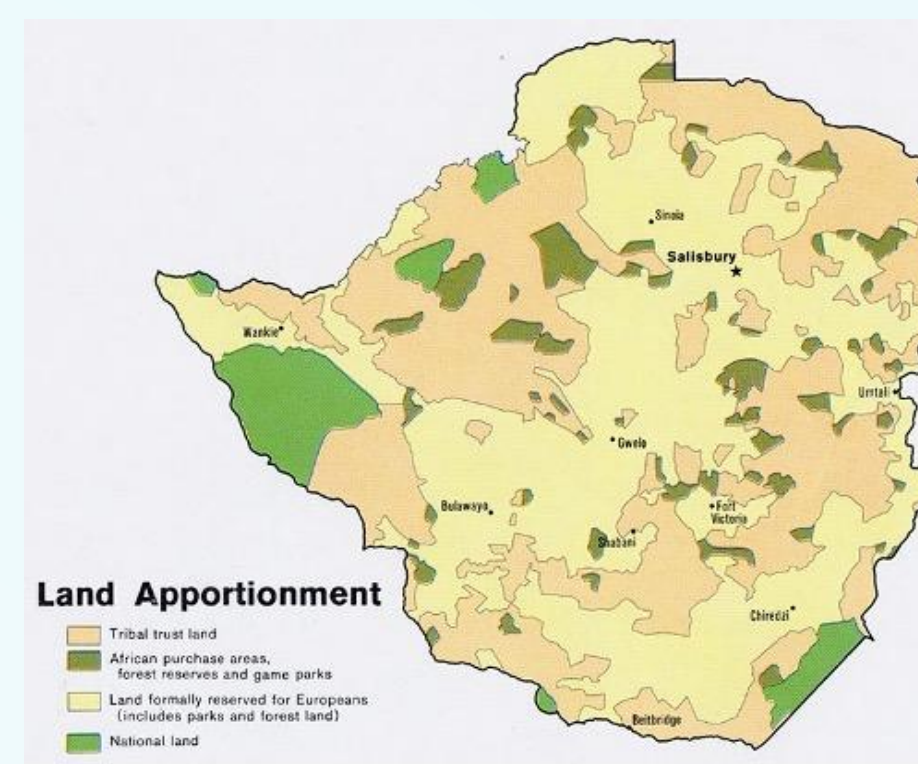 Sinoia
Salisbury
Wankie
Umtali
Gwelo
Bulawayo
Fort
Victoria
Shabani
Chiredzi
Beitbridge
Land Apportionment
Tribal trust land
African purchase areas,
forest reserves and game parks
Land formally reserved for Europeans
(includes parks and forest land)
National land